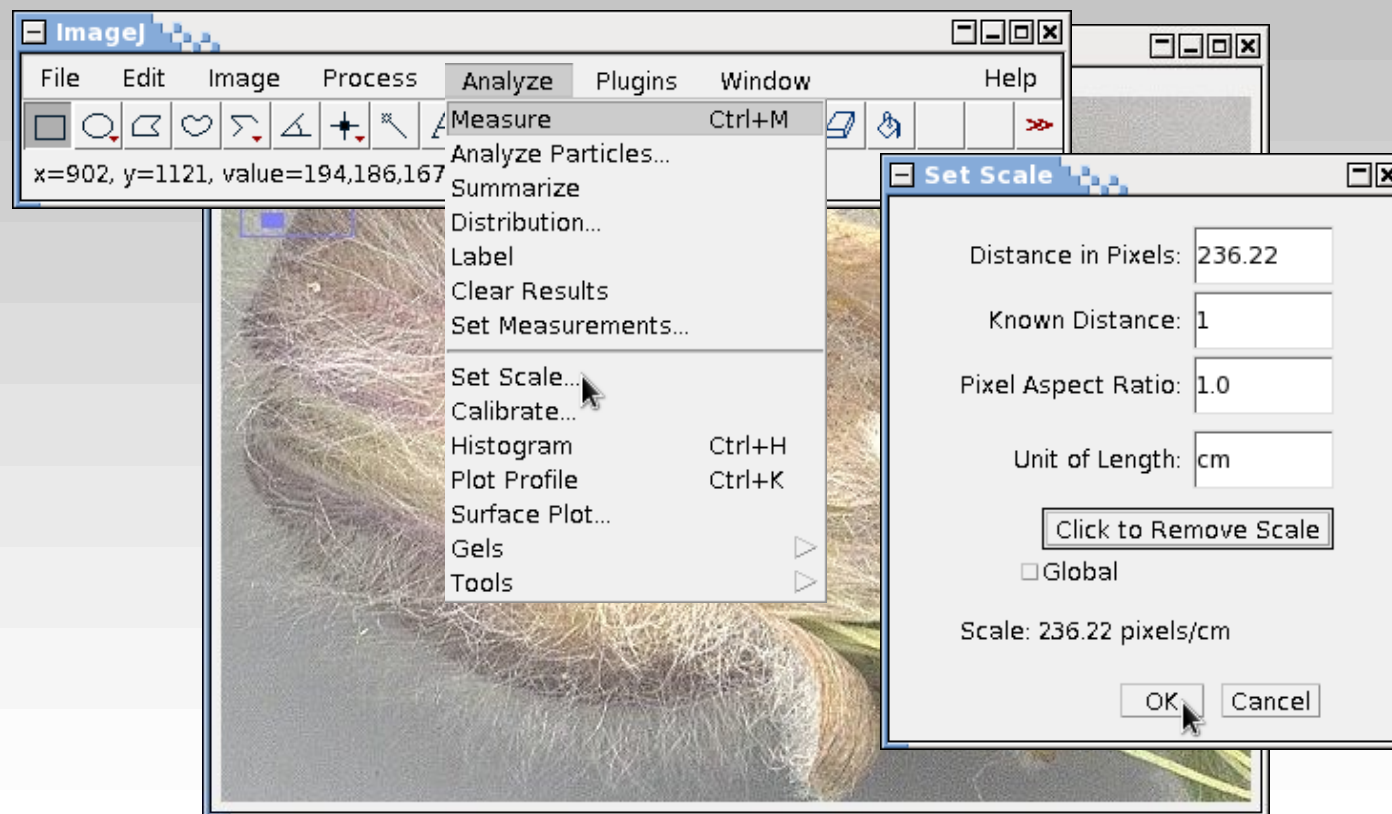 ImageJ
File Edit Image Process Analyze Plugins Window Help
x=902, y=1121, value=194,186,167
Measure Ctrl+M
Analyze Particles...
Summarize
Distribution...
Label
Clear Results
Set Measurements...
Set Scale...
Calibrate...
Histogram Ctrl+H
Plot Profile Ctrl+K
Surface Plot...
Gels
Tools
Set Scale
Distance in Pixels: 236.22
Known Distance: 1
Pixel Aspect Ratio: 1.0
Unit of Length: cm
Click to Remove Scale
Global
Scale: 236.22 pixels/cm
OK Cancel